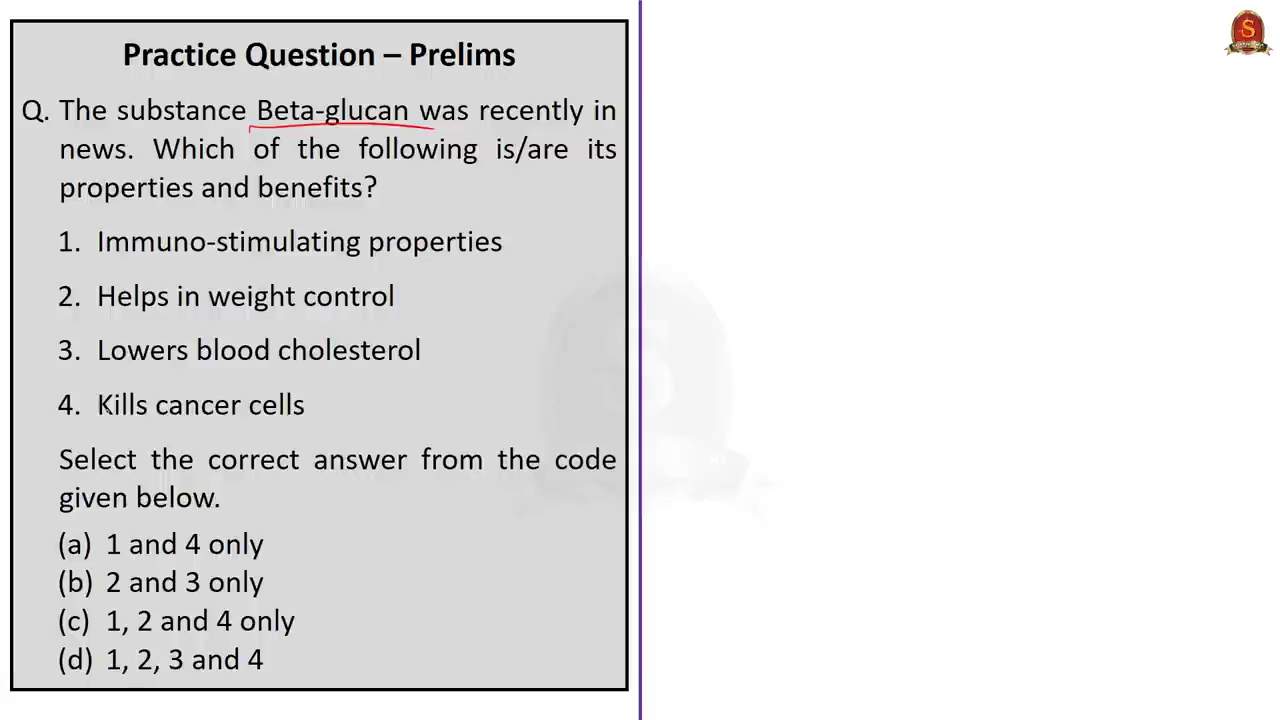 Practice Question – Prelims
Q. The substance Beta-glucan was recently in
news. Which of the following is/are its
properties and benefits?
1. Immuno-stimulating properties
2. Helps in weight control
3. Lowers blood cholesterol
4. Kills cancer cells
Select the correct answer from the code
given below.
(a) 1 and 4 only
(b) 2 and 3 only
(c) 1, 2 and 4 only
(d) 1, 2, 3 and 4
S